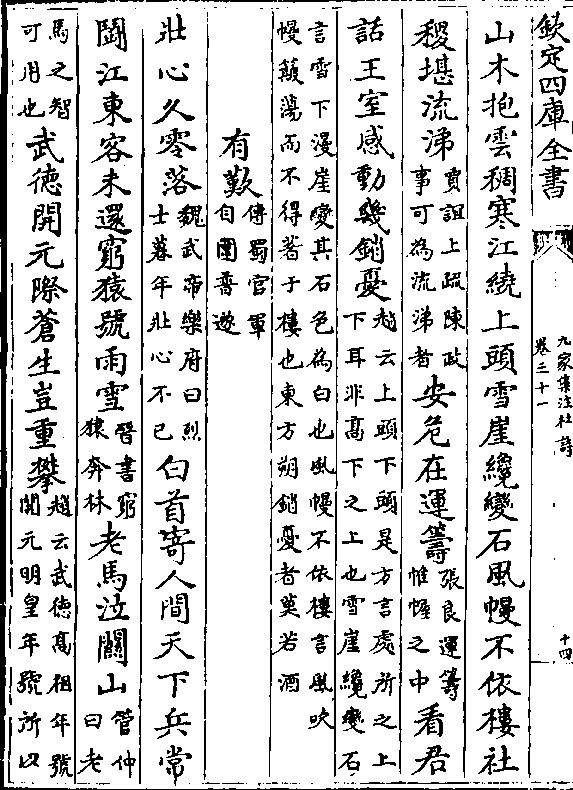 欽定四庫全書
九家集注杜詩
卷三十一
十四
山木抱雲稠寒江繞上頭雪崖纔變石風幔不依樓社
稷堪流涕賈誼上疏陳政事可為流涕者安危在運籌張良運籌惟幄之中看君
話王室感動幾銷憂趙云上頭下頭是方言處所之上下耳非高下之上也雪崖纔變石
言雪下漫崖變其石色為白也風幔不依樓言風吹
幔簸蕩而不得著于樓也東方朔銷憂者莫若酒
有歎傳蜀官軍自圍普遂
壯心久零落魏武帝樂府曰烈士暮年壯心不已白首寄人間天下兵常
鬭江東客未還窮猿號雨雪晉書窮猿奔林老馬泣關山管仲曰老
馬之智可用也武德開元際蒼生豈重攀趙云武德高祖年號開元明皇年號所以